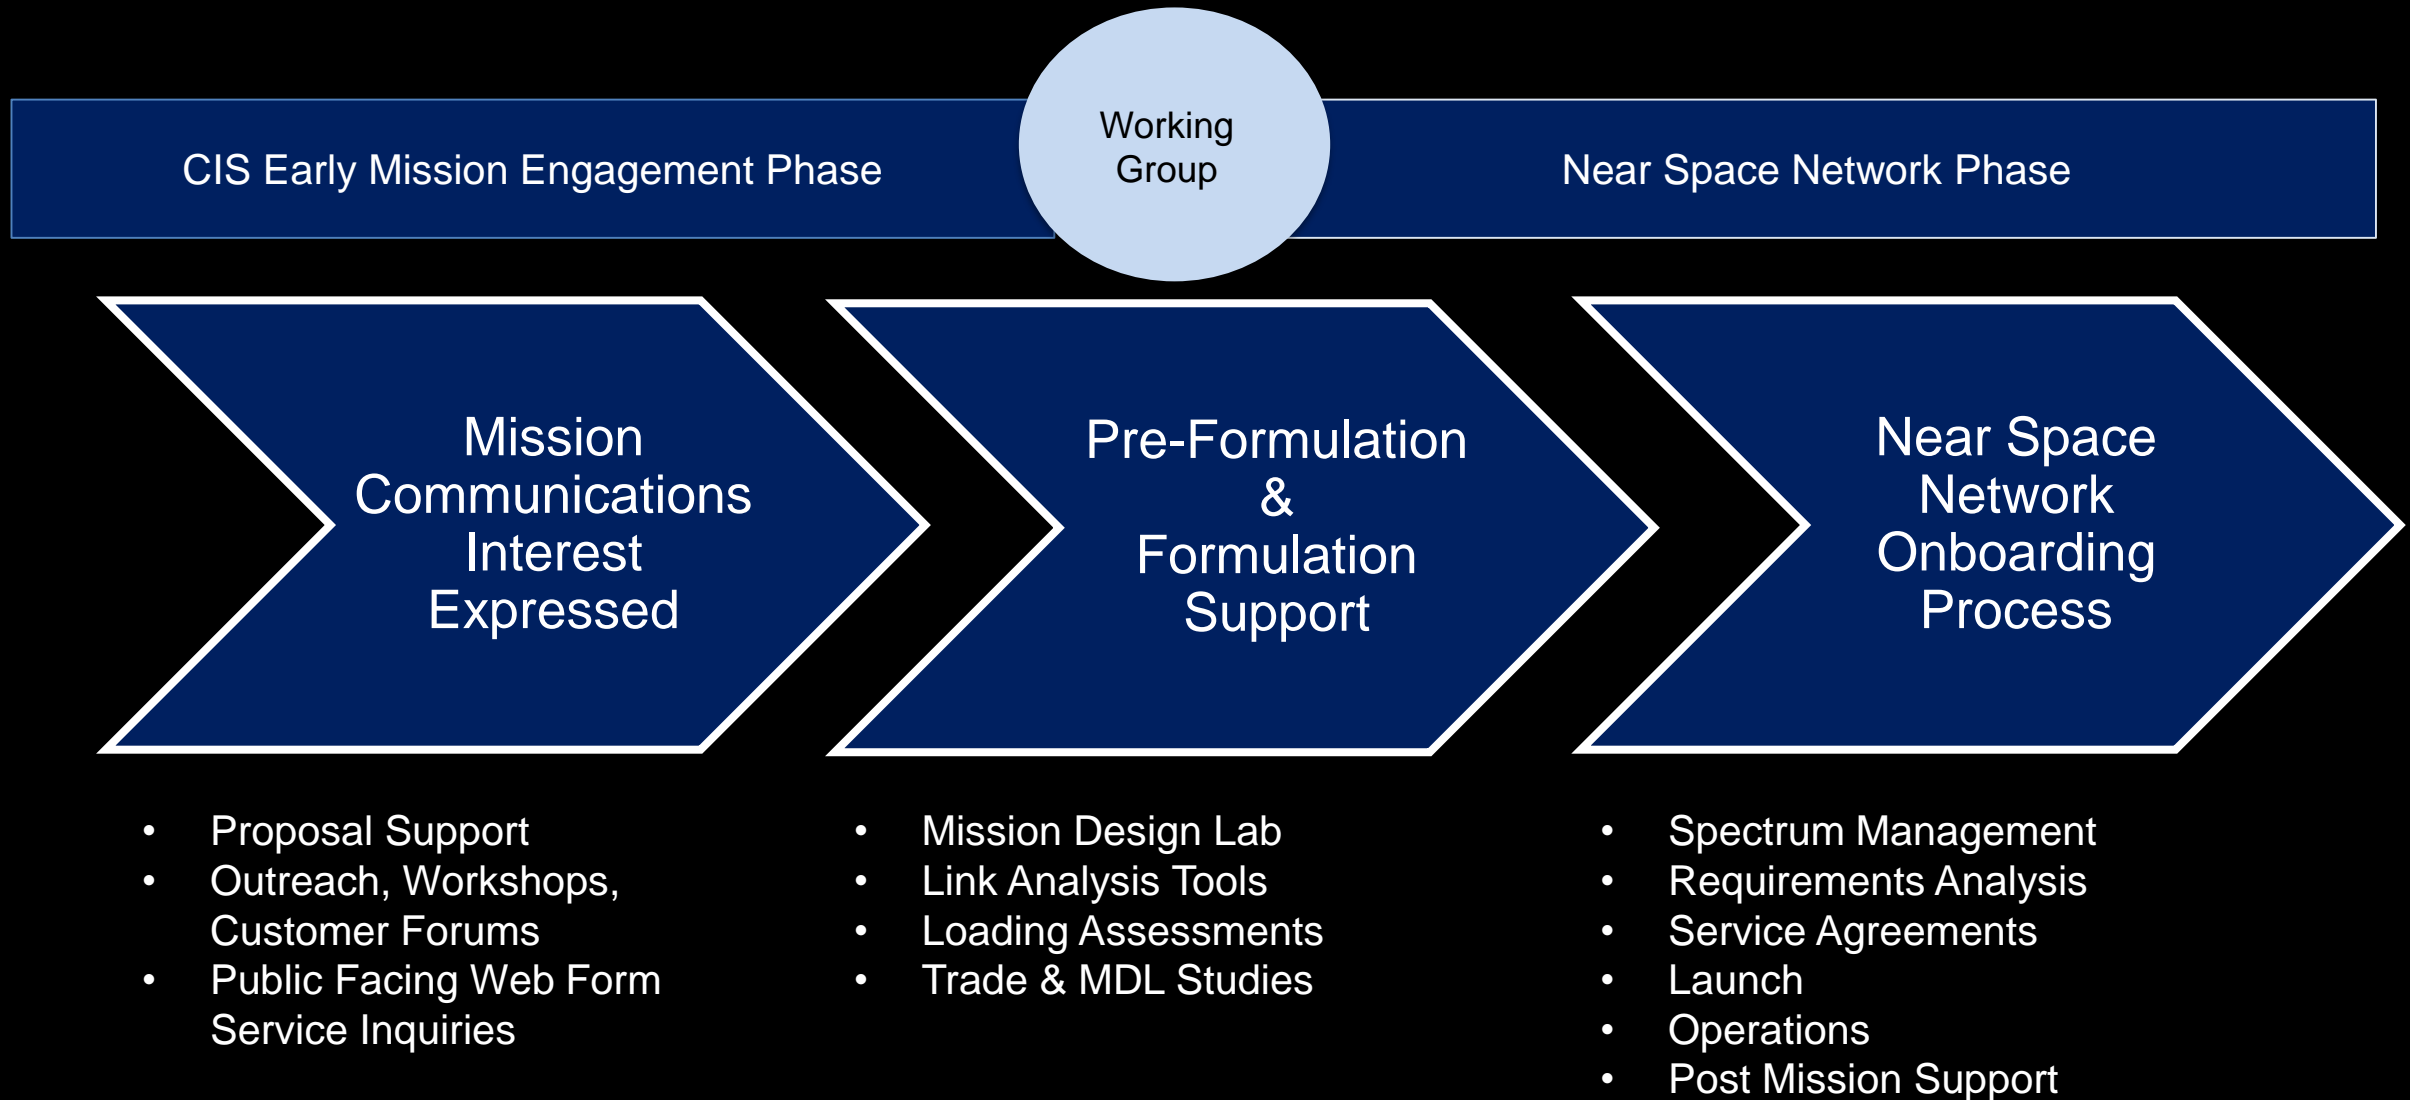 Working
Group
CIS Early Mission Engagement Phase
Near Space Network Phase
Mission
Communications
Interest
Expressed
Pre-Formulation
&
Formulation
Support
Near Space
Network
Onboarding
Process
• Proposal Support
• Outreach, Workshops,
Customer Forums
• Public Facing Web Form
Service Inquiries
• Mission Design Lab
• Link Analysis Tools
• Loading Assessments
• Trade & MDL Studies
• Spectrum Management
• Requirements Analysis
• Service Agreements
• Launch
• Operations
• Post Mission Support